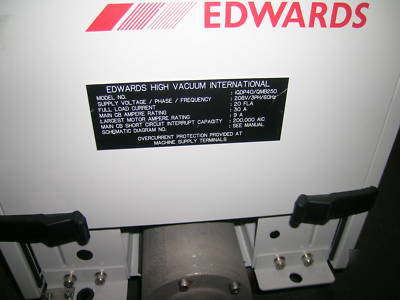 EDWARDS
EDWARDS HIGH VACUUM INTERNATIONAL
MODEL NO. : iQDP40/QMB250
SUPPLY VOLTAGE / PHASE / FREQUENCY : 208V/3PH/60Hz
FULL LOAD CURRENT : 20 FLA
MAIN CB AMPERE RATING : 30 A
LARGEST MOTOR AMPERE RATING : 9 A
MAIN CB SHORT CIRCUIT INTERRUPT CAPACITY : 200,000 AIC
SCHEMATIC DIAGRAM NO. : SEE MANUAL
OVERCURRENT PROTECTION PROVIDED AT
MACHINE SUPPLY TERMINALS